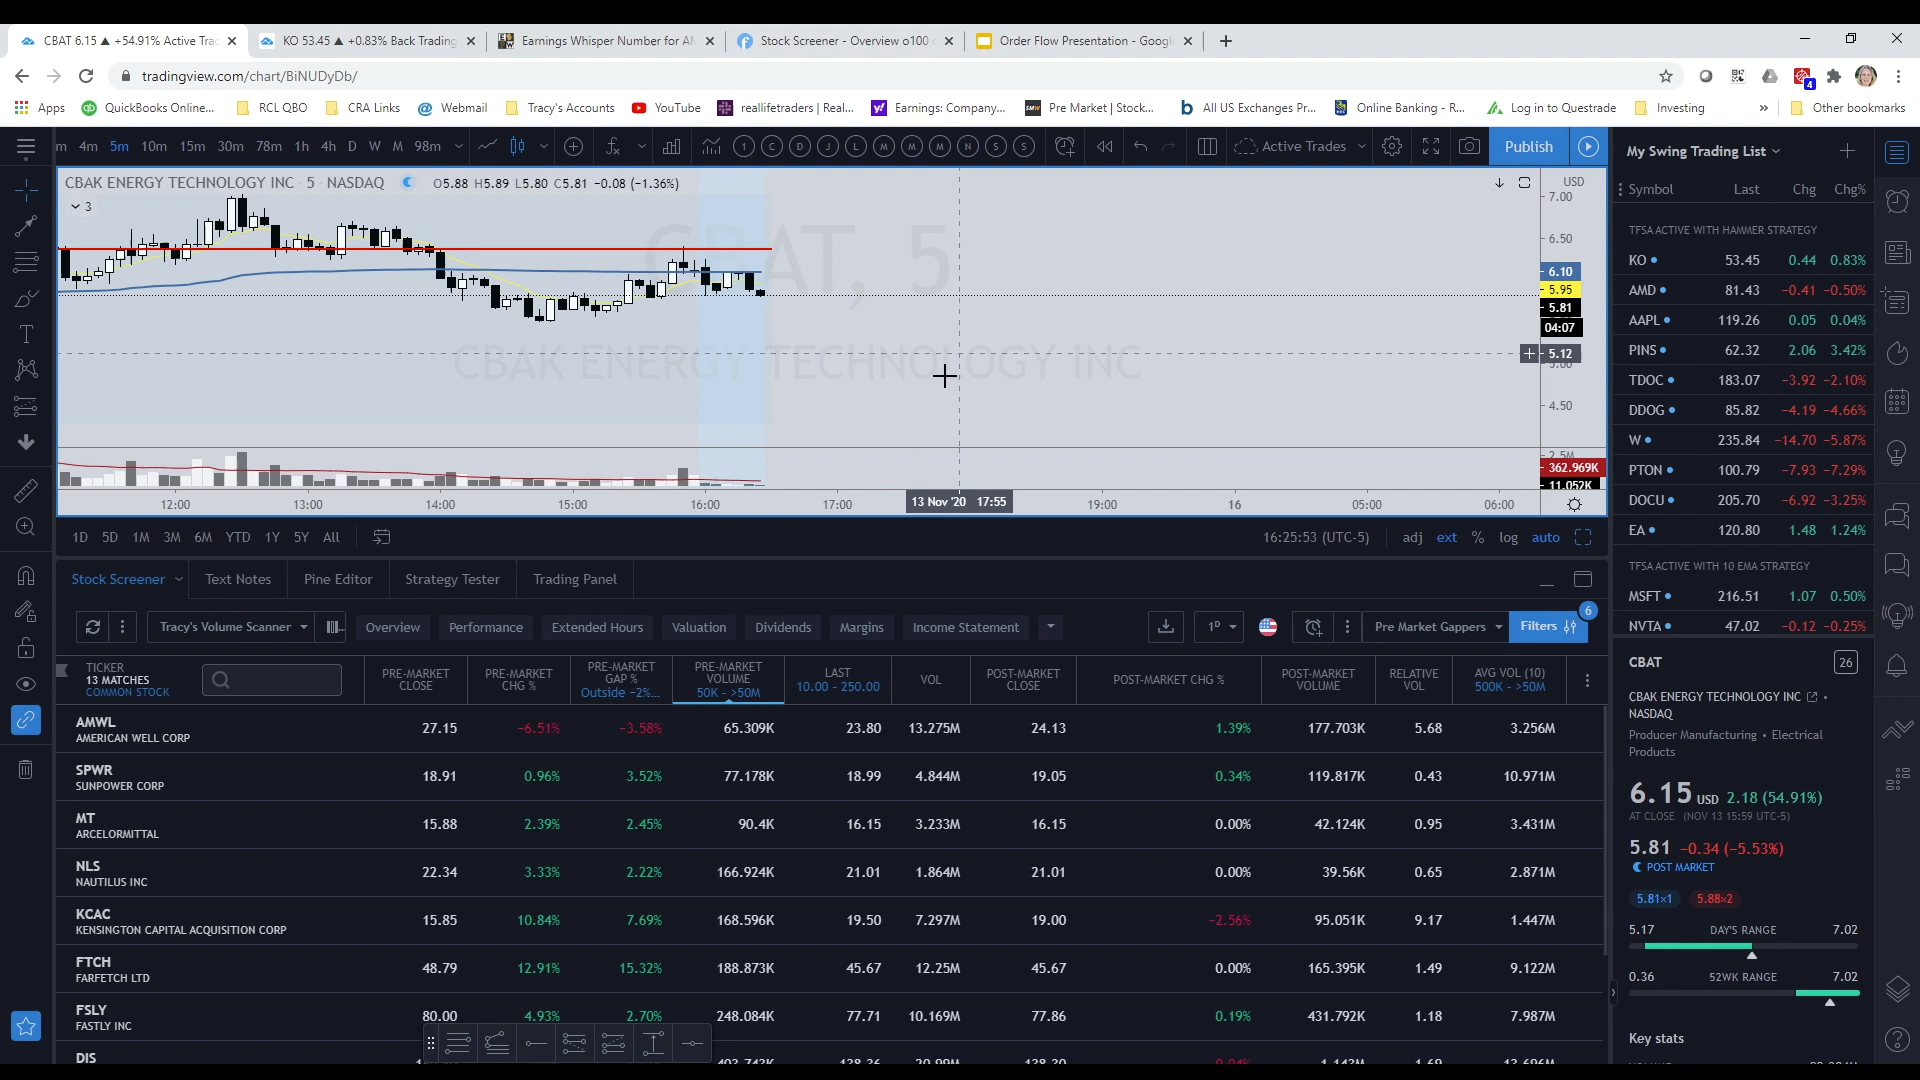 CBAT 6.15 ▲ +54.91% Active Tra
KO 53.45 ▲ +0.83% Back Trading
Earnings Whisper Number for AM
Stock Screener - Overview o100
Order Flow Presentation - Google
tradingview.com/chart/BiNUDyDb/
4
Apps QuickBooks Online... RCL QBO CRA Links Webmail Tracy's Accounts YouTube reallifetraders | Real... Earnings: Company... Pre Market | Stock... All US Exchanges Pr... Online Banking - R... Log in to Questrade Investing » Other bookmarks
m 4m 5m 10m 15m 30m 78m 1h 4h D W M 98m 1 C D J L M M M N S S Active Trades Publish
My Swing Trading List
Symbol Last Chg Chg%
CBAK ENERGY TECHNOLOGY INC 5 NASDAQ O5.88 H5.89 L5.80 C5.81 −0.08 (−1.36%)
3
USD
7.00
6.50
6.10
5.95
5.81
04:07
5.12
5.00
4.50
2.5M
362.969K
11.052K
CBAT, 5
CBAK ENERGY TECHNOLOGY INC
12:00 13:00 14:00 15:00 16:00 17:00 13 Nov '20 17:55 19:00 16 05:00 06:00
1D 5D 1M 3M 6M YTD 1Y 5Y All 16:25:53 (UTC-5) adj ext % log auto
TFSA ACTIVE WITH HAMMER STRATEGY
KO 53.45 0.44 0.83%
AMD 81.43 −0.41 −0.50%
AAPL 119.26 0.05 0.04%
PINS 62.32 2.06 3.42%
TDOC 183.07 −3.92 −2.10%
DDOG 85.82 −4.19 −4.66%
W 235.84 −14.70 −5.87%
PTON 100.79 −7.93 −7.29%
DOCU 205.70 −6.92 −3.25%
EA 120.80 1.48 1.24%
TFSA ACTIVE WITH 10 EMA STRATEGY
MSFT 216.51 1.07 0.50%
NVTA 47.02 −0.12 −0.25%
Stock Screener Text Notes Pine Editor Strategy Tester Trading Panel
Tracy's Volume Scanner Overview Performance Extended Hours Valuation Dividends Margins Income Statement 1D Pre Market Gappers Filters 6
TICKER
13 MATCHES
COMMON STOCK
PRE-MARKET CLOSE
PRE-MARKET CHG %
PRE-MARKET GAP %
Outside −2%...
PRE-MARKET VOLUME
50K - >50M
LAST
10.00 - 250.00
VOL
POST-MARKET CLOSE
POST-MARKET CHG %
POST-MARKET VOLUME
RELATIVE VOL
AVG VOL (10)
500K - >50M
AMWL 27.15 −6.51% −3.58% 65.309K 23.80 13.275M 24.13 1.39% 177.703K 5.68 3.256M
AMERICAN WELL CORP
SPWR 18.91 0.96% 3.52% 77.178K 18.99 4.844M 19.05 0.34% 119.817K 0.43 10.971M
SUNPOWER CORP
MT 15.88 2.39% 2.45% 90.4K 16.15 3.233M 16.15 0.00% 42.124K 0.95 3.431M
ARCELORMITTAL
NLS 22.34 3.33% 2.22% 166.924K 21.01 1.864M 21.01 0.00% 39.56K 0.65 2.871M
NAUTILUS INC
KCAC 15.85 10.84% 7.69% 168.596K 19.50 7.297M 19.00 −2.56% 95.051K 9.17 1.447M
KENSINGTON CAPITAL ACQUISITION CORP
FTCH 48.79 12.91% 15.32% 188.873K 45.67 12.25M 45.67 0.00% 165.395K 1.49 9.122M
FARFETCH LTD
FSLY 80.00 4.93% 2.70% 248.084K 77.71 10.169M 77.86 0.19% 431.792K 1.18 7.987M
FASTLY INC
DIS
CBAT 26
CBAK ENERGY TECHNOLOGY INC •
NASDAQ
Producer Manufacturing • Electrical
Products
6.15 USD 2.18 (54.91%)
AT CLOSE (NOV 13 15:59 UTC-5)
5.81 −0.34 (−5.53%)
POST MARKET
5.81×1 5.88×2
5.17 DAY'S RANGE 7.02
0.36 52WK RANGE 7.02
Key stats